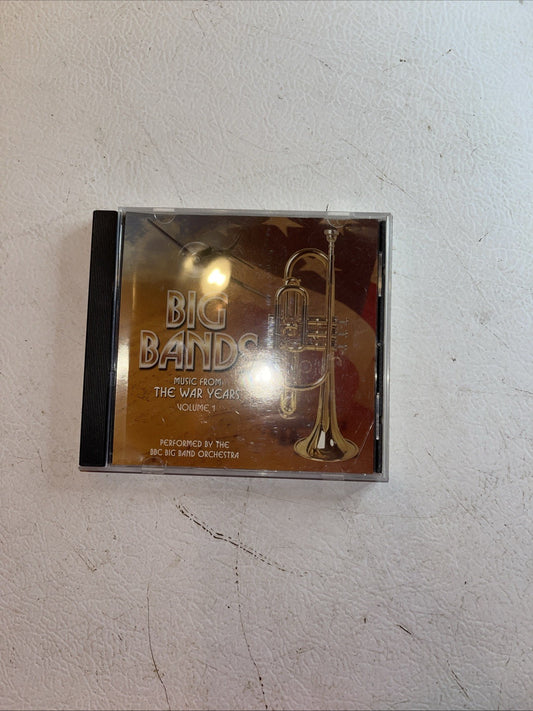 BIG
BANDS
MUSIC FROM
THE WAR YEARS
VOLUME 1
PERFORMED BY THE
BBC BIG BAND ORCHESTRA